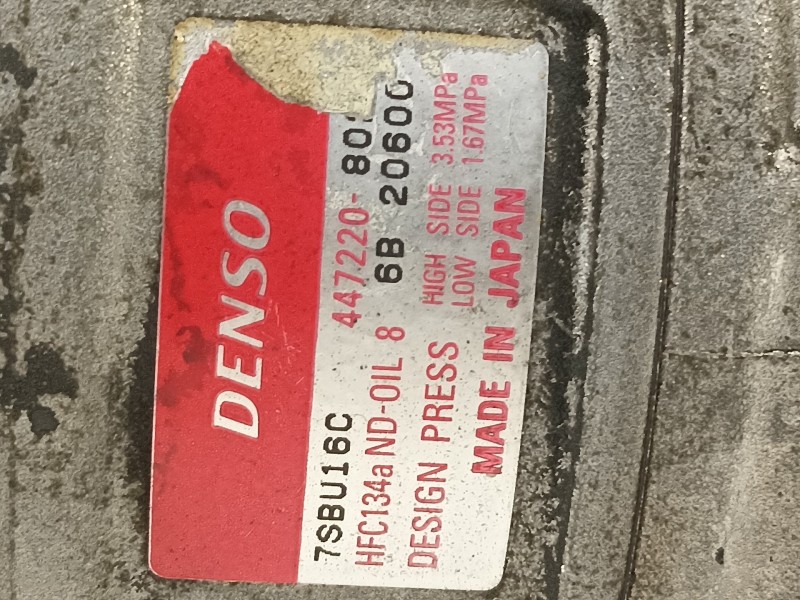 DENSO
7SBU16C 447220-80
HFC134a ND-OIL 8 6B 20600
DESIGN PRESS HIGH SIDE 3.53MPa
LOW SIDE 1.67MPa
MADE IN JAPAN